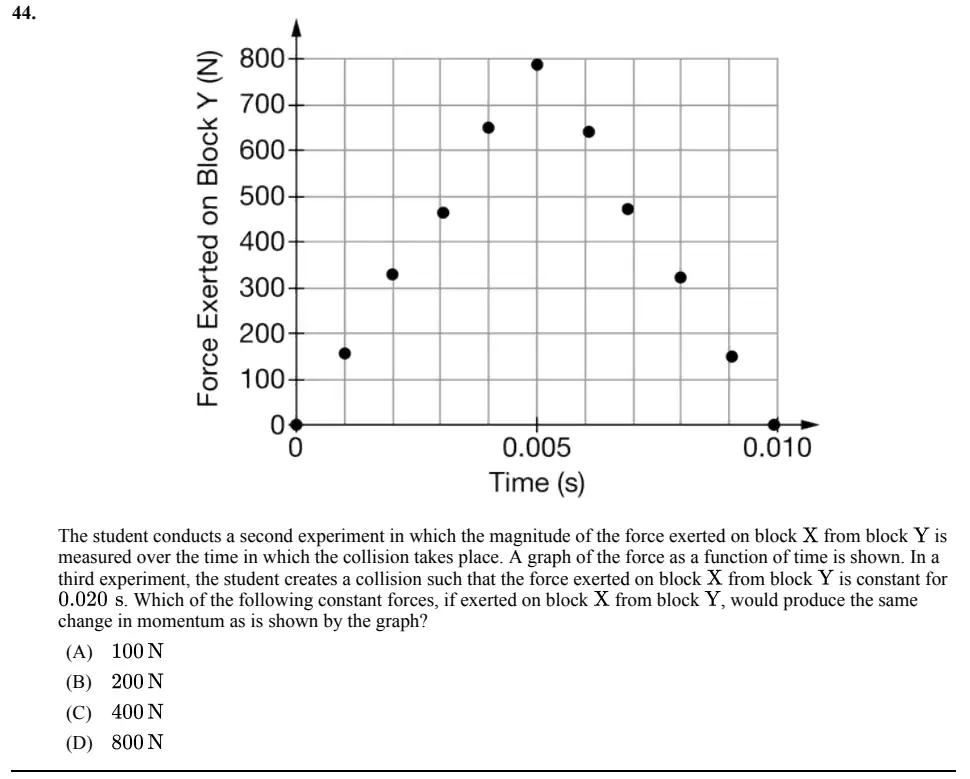 44.
Force Exerted on Block Y (N)
800
700
600
500
400
300
200
100
0
0 0.005 0.010
Time (s)
The student conducts a second experiment in which the magnitude of the force exerted on block X from block Y is
measured over the time in which the collision takes place. A graph of the force as a function of time is shown. In a
third experiment, the student creates a collision such that the force exerted on block X from block Y is constant for
0.020 s. Which of the following constant forces, if exerted on block X from block Y, would produce the same
change in momentum as is shown by the graph?
(A) 100 N
(B) 200 N
(C) 400 N
(D) 800 N